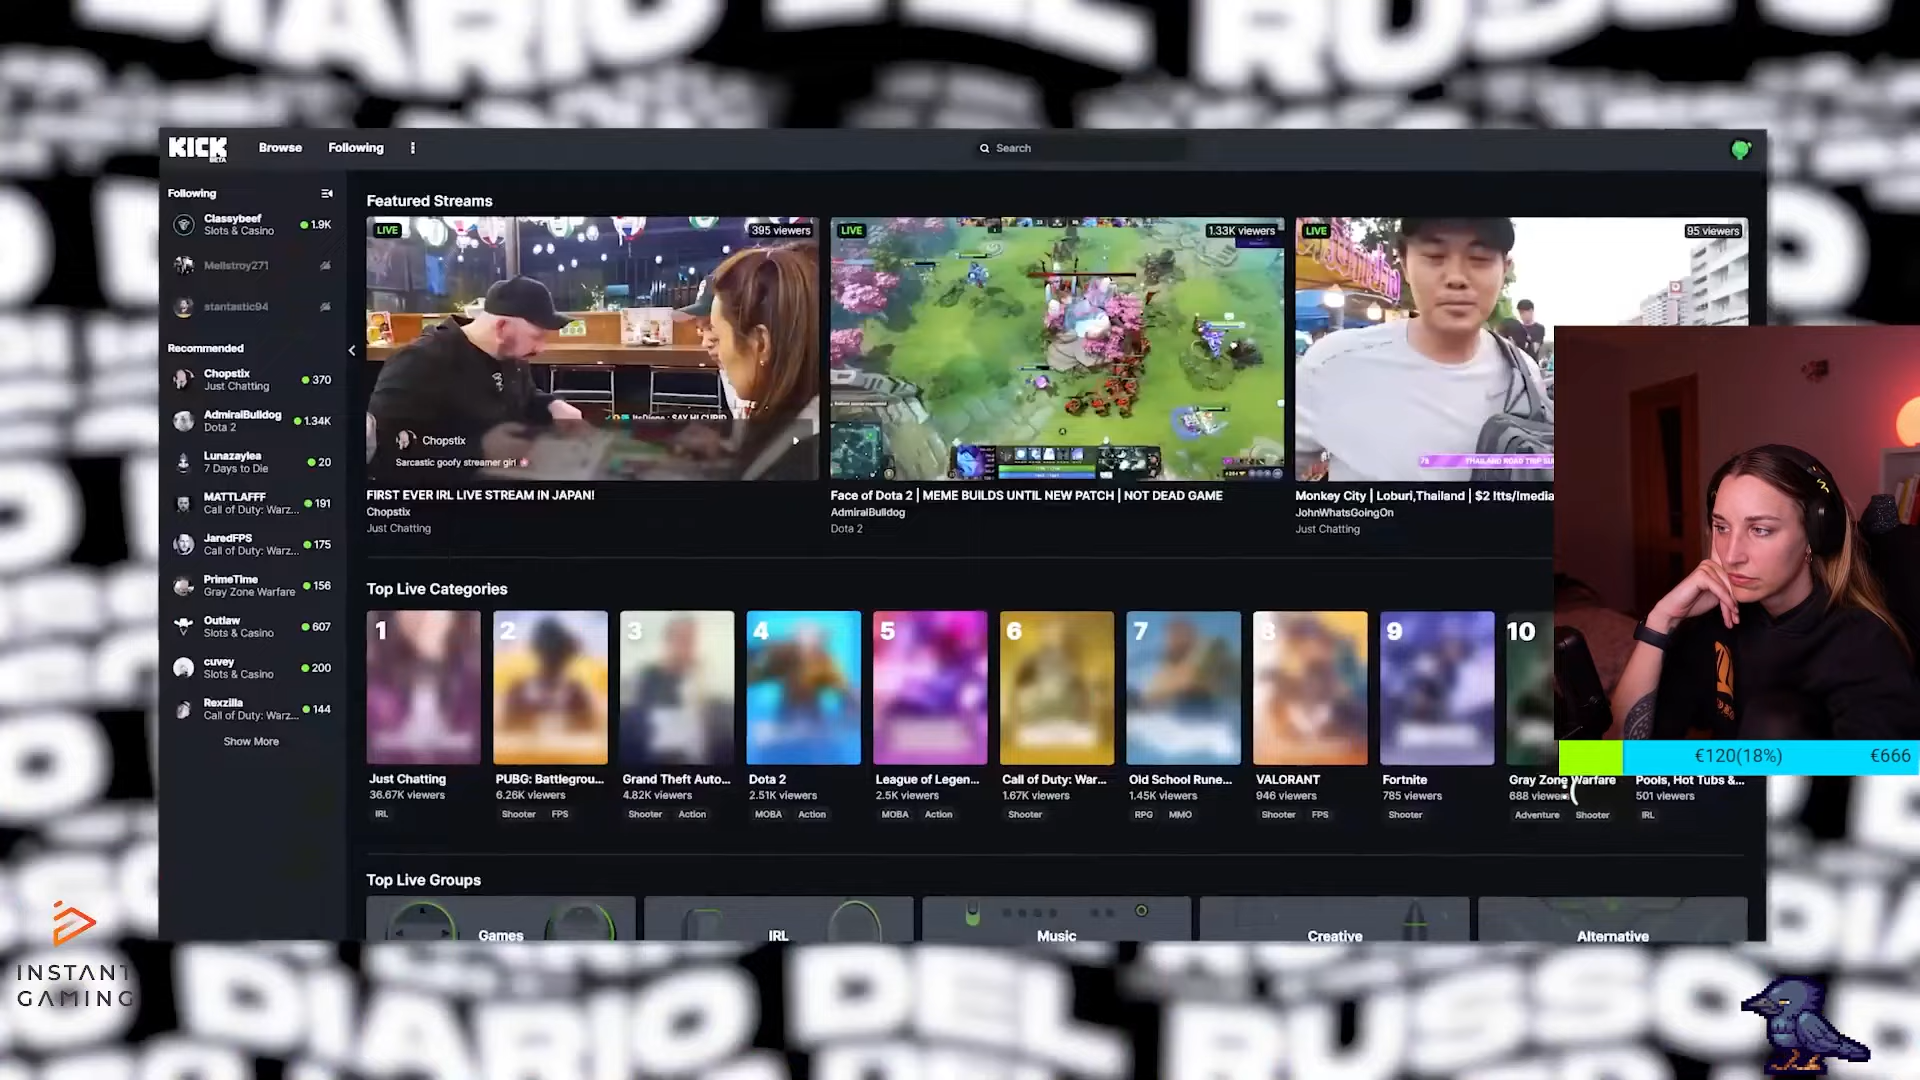 DIARIO DEL RUSSO
KICK
BETA
Browse
Following
Search
Following
Classybeef
Slots & Casino
1.9K
Mellstroy271
stantastic94
Recommended
Chopstix
Just Chatting
370
AdmiralBulldog
Dota 2
1.34K
Lunazaylea
7 Days to Die
20
MATTLAFFF
Call of Duty: Warz...
191
JaredFPS
Call of Duty: Warz...
175
PrimeTime
Gray Zone Warfare
156
Outlaw
Slots & Casino
607
cuvey
Slots & Casino
200
Rexzilla
Call of Duty: Warz...
144
Show More
Featured Streams
LIVE
395 viewers
Chopstix
Sarcastic goofy streamer girl
FIRST EVER IRL LIVE STREAM IN JAPAN!
Chopstix
Just Chatting
LIVE
1.33K viewers
Face of Dota 2 | MEME BUILDS UNTIL NEW PATCH | NOT DEAD GAME
AdmiralBulldog
Dota 2
LIVE
95 viewers
THAILAND ROAD TRIP
Monkey City | Loburi,Thailand | $2 !tts/!media
JohnWhatsGoingOn
Just Chatting
Top Live Categories
1
Just Chatting
36.67K viewers
IRL
2
PUBG: Battlegrou...
6.26K viewers
Shooter FPS
3
Grand Theft Auto...
4.82K viewers
Shooter Action
4
Dota 2
2.51K viewers
MOBA Action
5
League of Legen...
2.5K viewers
MOBA Action
6
Call of Duty: War...
1.67K viewers
Shooter
7
Old School Rune...
1.45K viewers
RPG MMO
8
VALORANT
946 viewers
Shooter FPS
9
Fortnite
785 viewers
Shooter
10
Gray Zone Warfare
688 viewers
Adventure Shooter
Pools, Hot Tubs &...
501 viewers
IRL
€120(18%)
€666
Top Live Groups
Games
IRL
Music
Creative
Alternative
INSTANT
GAMING
DIARIO DEL RUSSO